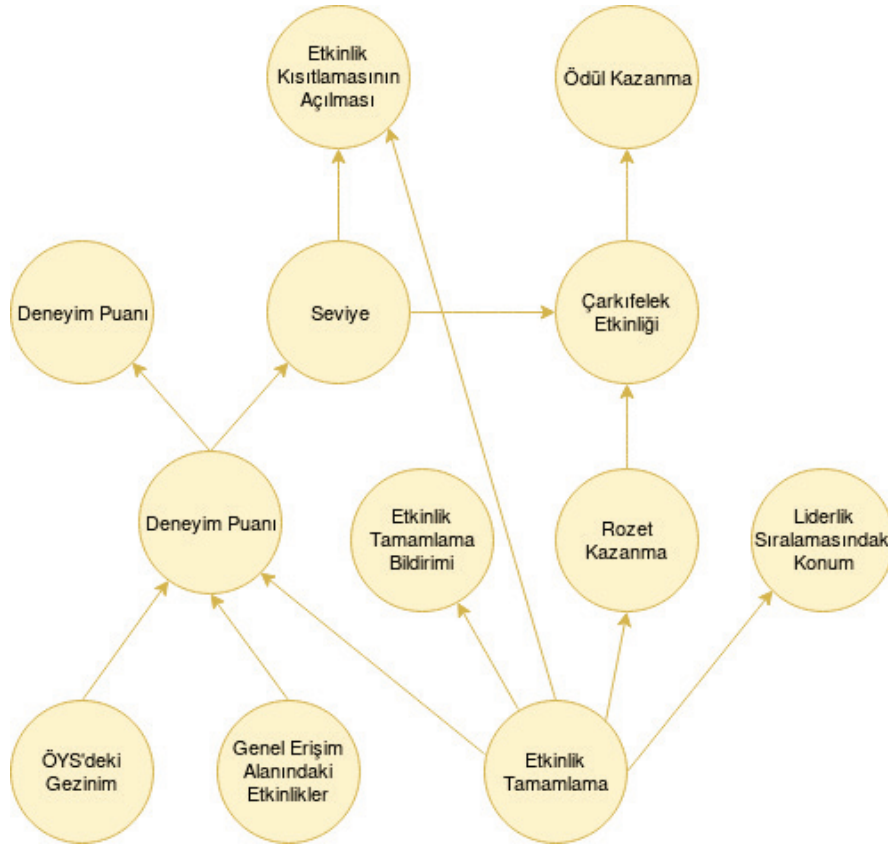 Etkinlik
Kısıtlamasının
Açılması
Ödül Kazanma
Deneyim Puanı
Seviye
Çarkıfelek
Etkinliği
Deneyim Puanı
Etkinlik
Tamamlama
Bildirimi
Rozet
Kazanma
Liderlik
Sıralamasındaki
Konum
ÖYS'deki
Gezinim
Genel Erişim
Alanındaki
Etkinlikler
Etkinlik
Tamamlama